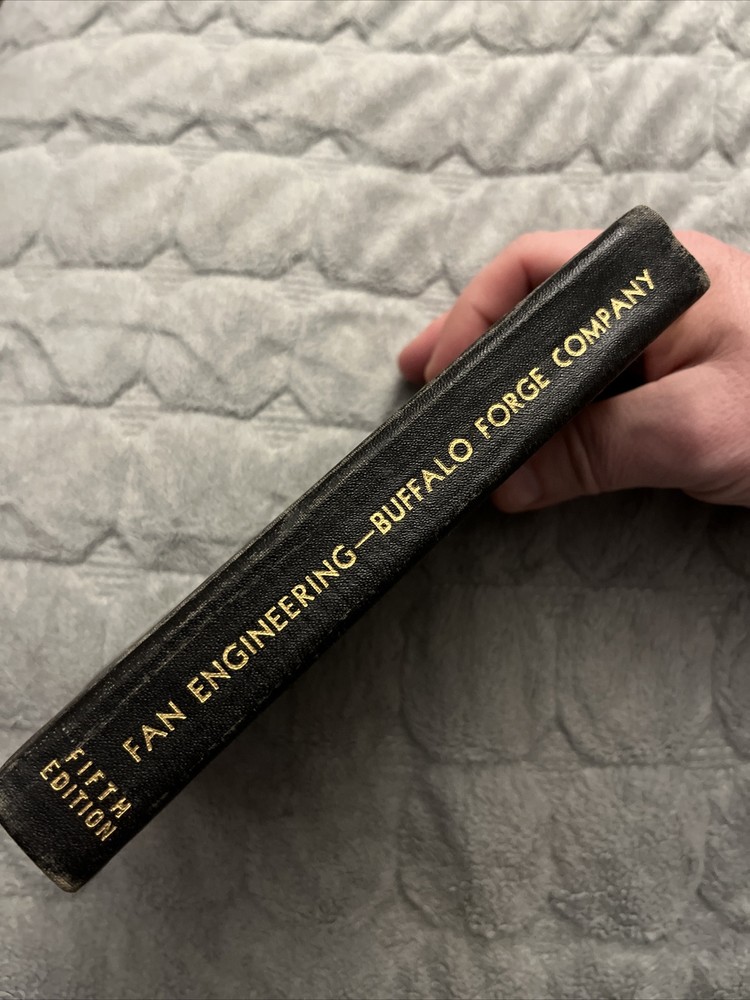 FAN ENGINEERING—BUFFALO FORGE COMPANY
FIFTH
EDITION